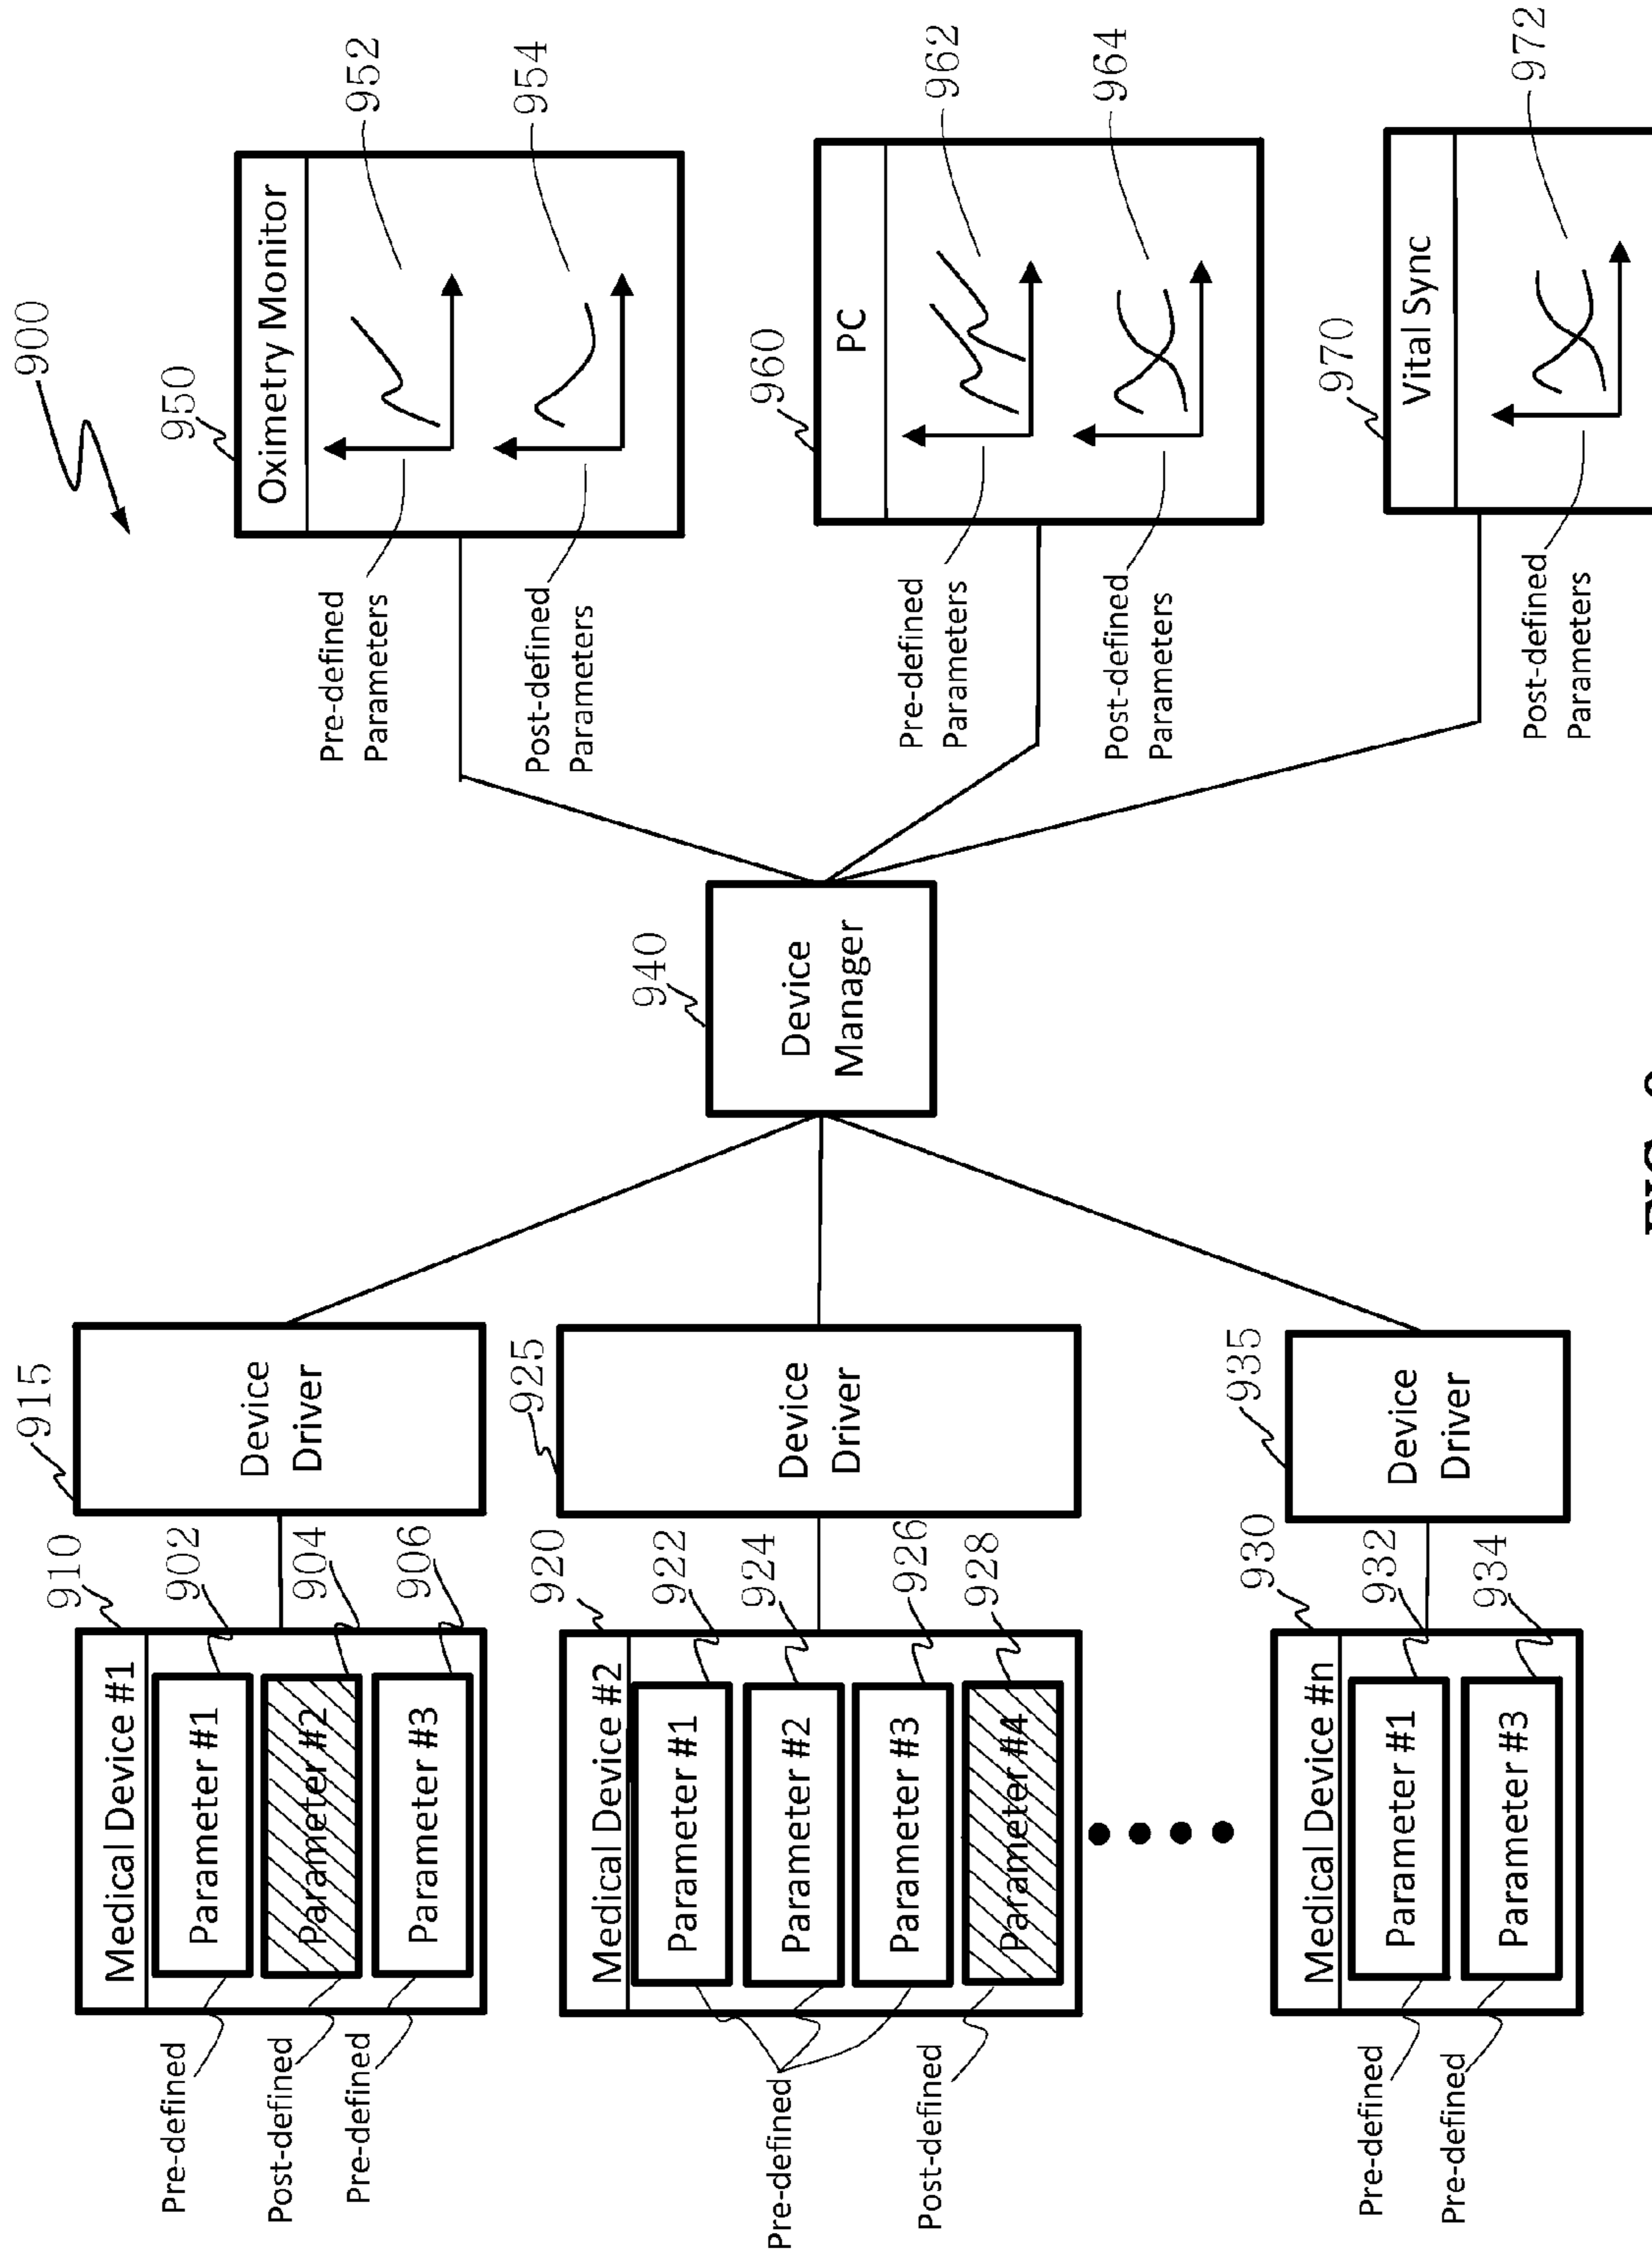 900
910
Medical Device #1
Pre-defined
Parameter #1
902
Post-defined
Parameter #2
904
Pre-defined
Parameter #3
906
915
Device
Driver
920
Medical Device #2
Pre-defined
Parameter #1
922
Parameter #2
924
Parameter #3
926
Post-defined
Parameter #4
928
925
Device
Driver
930
Medical Device #n
Pre-defined
Parameter #1
932
Pre-defined
Parameter #3
934
935
Device
Driver
940
Device
Manager
950
Oximetry Monitor
Pre-defined
Parameters
952
Post-defined
Parameters
954
960
PC
Pre-defined
Parameters
962
Post-defined
Parameters
964
970
Vital Sync
Post-defined
Parameters
972